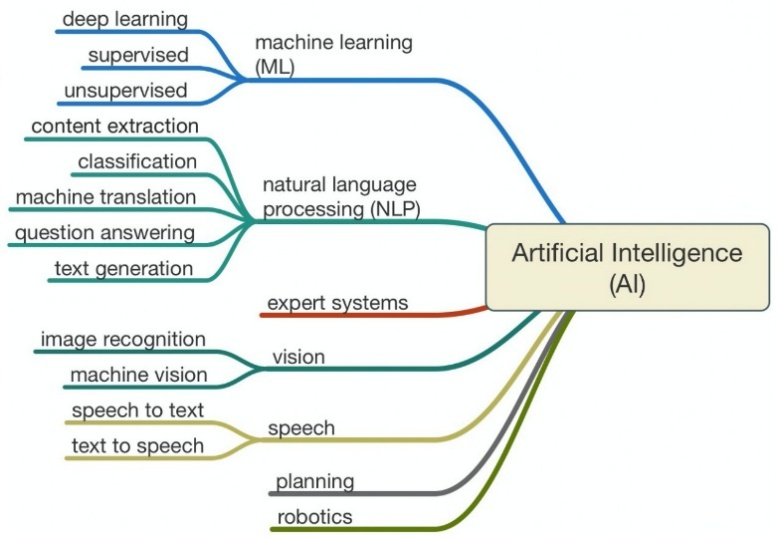 deep learning
supervised
unsupervised
machine learning
(ML)
content extraction
classification
machine translation
question answering
text generation
natural language
processing (NLP)
expert systems
image recognition
machine vision
vision
speech to text
text to speech
speech
planning
robotics
Artificial Intelligence
(AI)